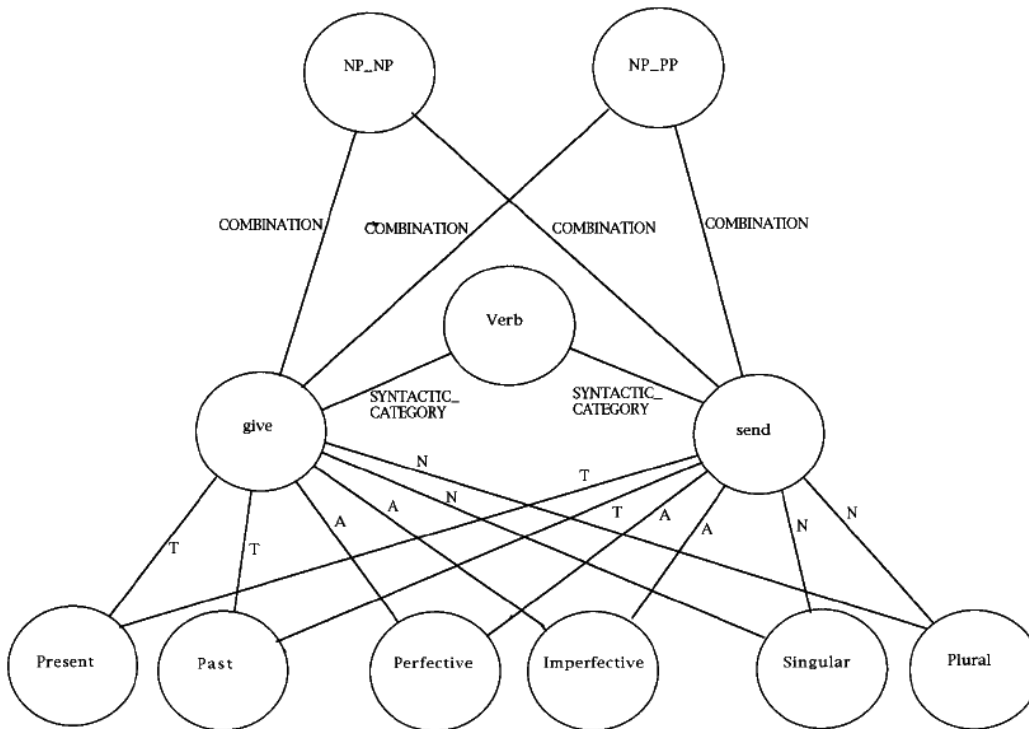 NP_NP
NP_PP
COMBINATION
COMBINATION
COMBINATION
COMBINATION
Verb
SYNTACTIC_
CATEGORY
SYNTACTIC_
CATEGORY
give
send
N
T
A
A
N
T
A
N
N
T
T
A
Present
Past
Perfective
Imperfective
Singular
Plural